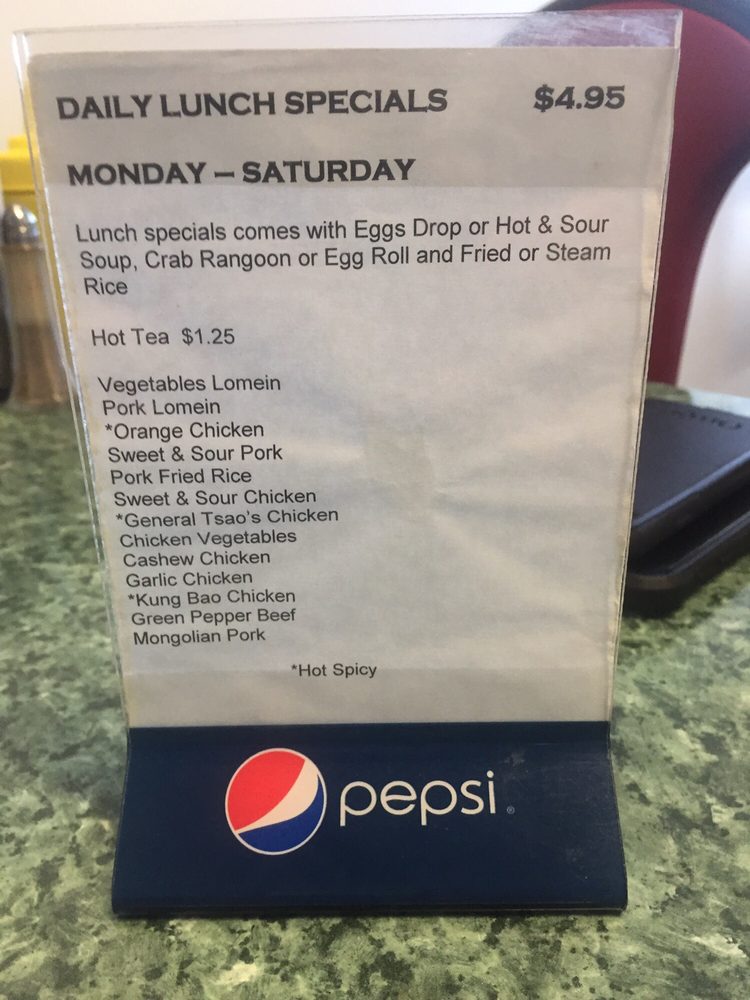 DAILY LUNCH SPECIALS $4.95
MONDAY – SATURDAY
Lunch specials comes with Eggs Drop or Hot & Sour
Soup, Crab Rangoon or Egg Roll and Fried or Steam
Rice
Hot Tea $1.25
Vegetables Lomein
Pork Lomein
*Orange Chicken
Sweet & Sour Pork
Pork Fried Rice
Sweet & Sour Chicken
*General Tsao's Chicken
Chicken Vegetables
Cashew Chicken
Garlic Chicken
*Kung Bao Chicken
Green Pepper Beef
Mongolian Pork
*Hot Spicy
pepsi